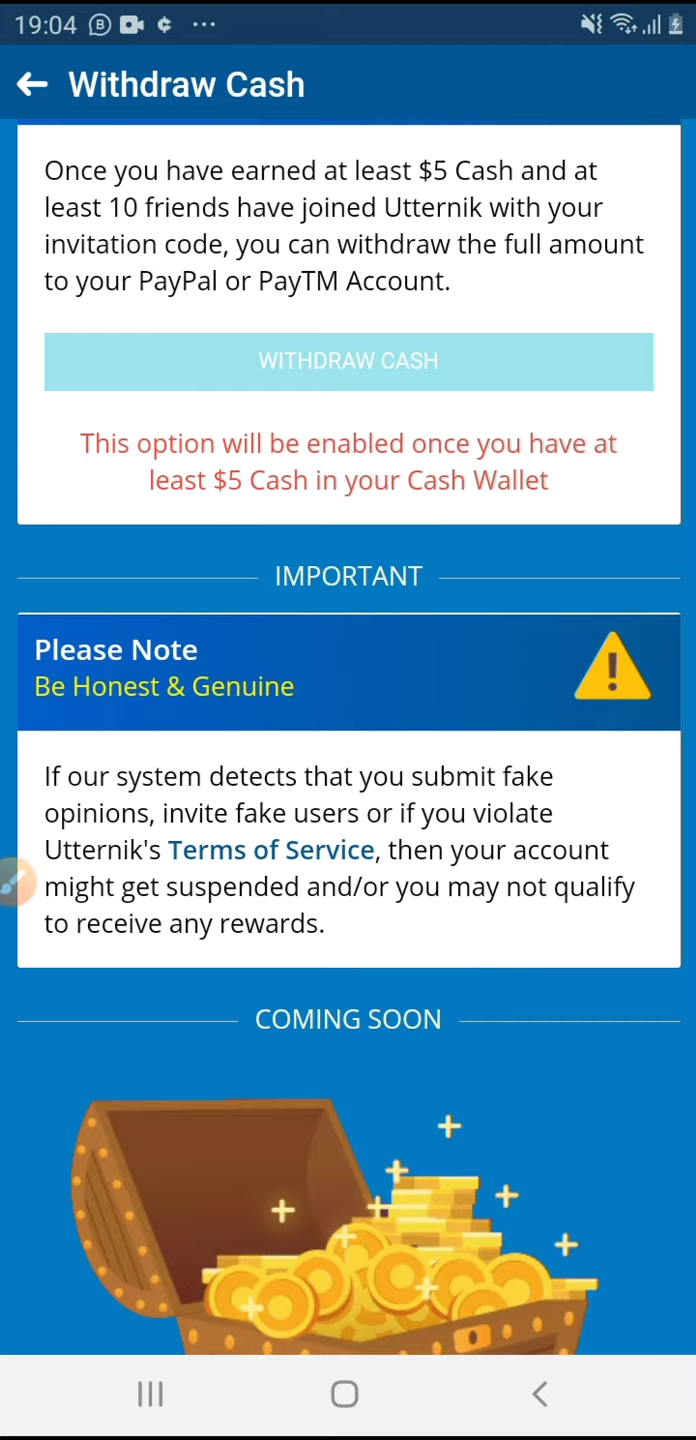 19:04
Withdraw Cash
Once you have earned at least $5 Cash and at
least 10 friends have joined Utternik with your
invitation code, you can withdraw the full amount
to your PayPal or PayTM Account.
WITHDRAW CASH
This option will be enabled once you have at
least $5 Cash in your Cash Wallet
IMPORTANT
Please Note
Be Honest & Genuine
If our system detects that you submit fake
opinions, invite fake users or if you violate
Utternik's Terms of Service, then your account
might get suspended and/or you may not qualify
to receive any rewards.
COMING SOON